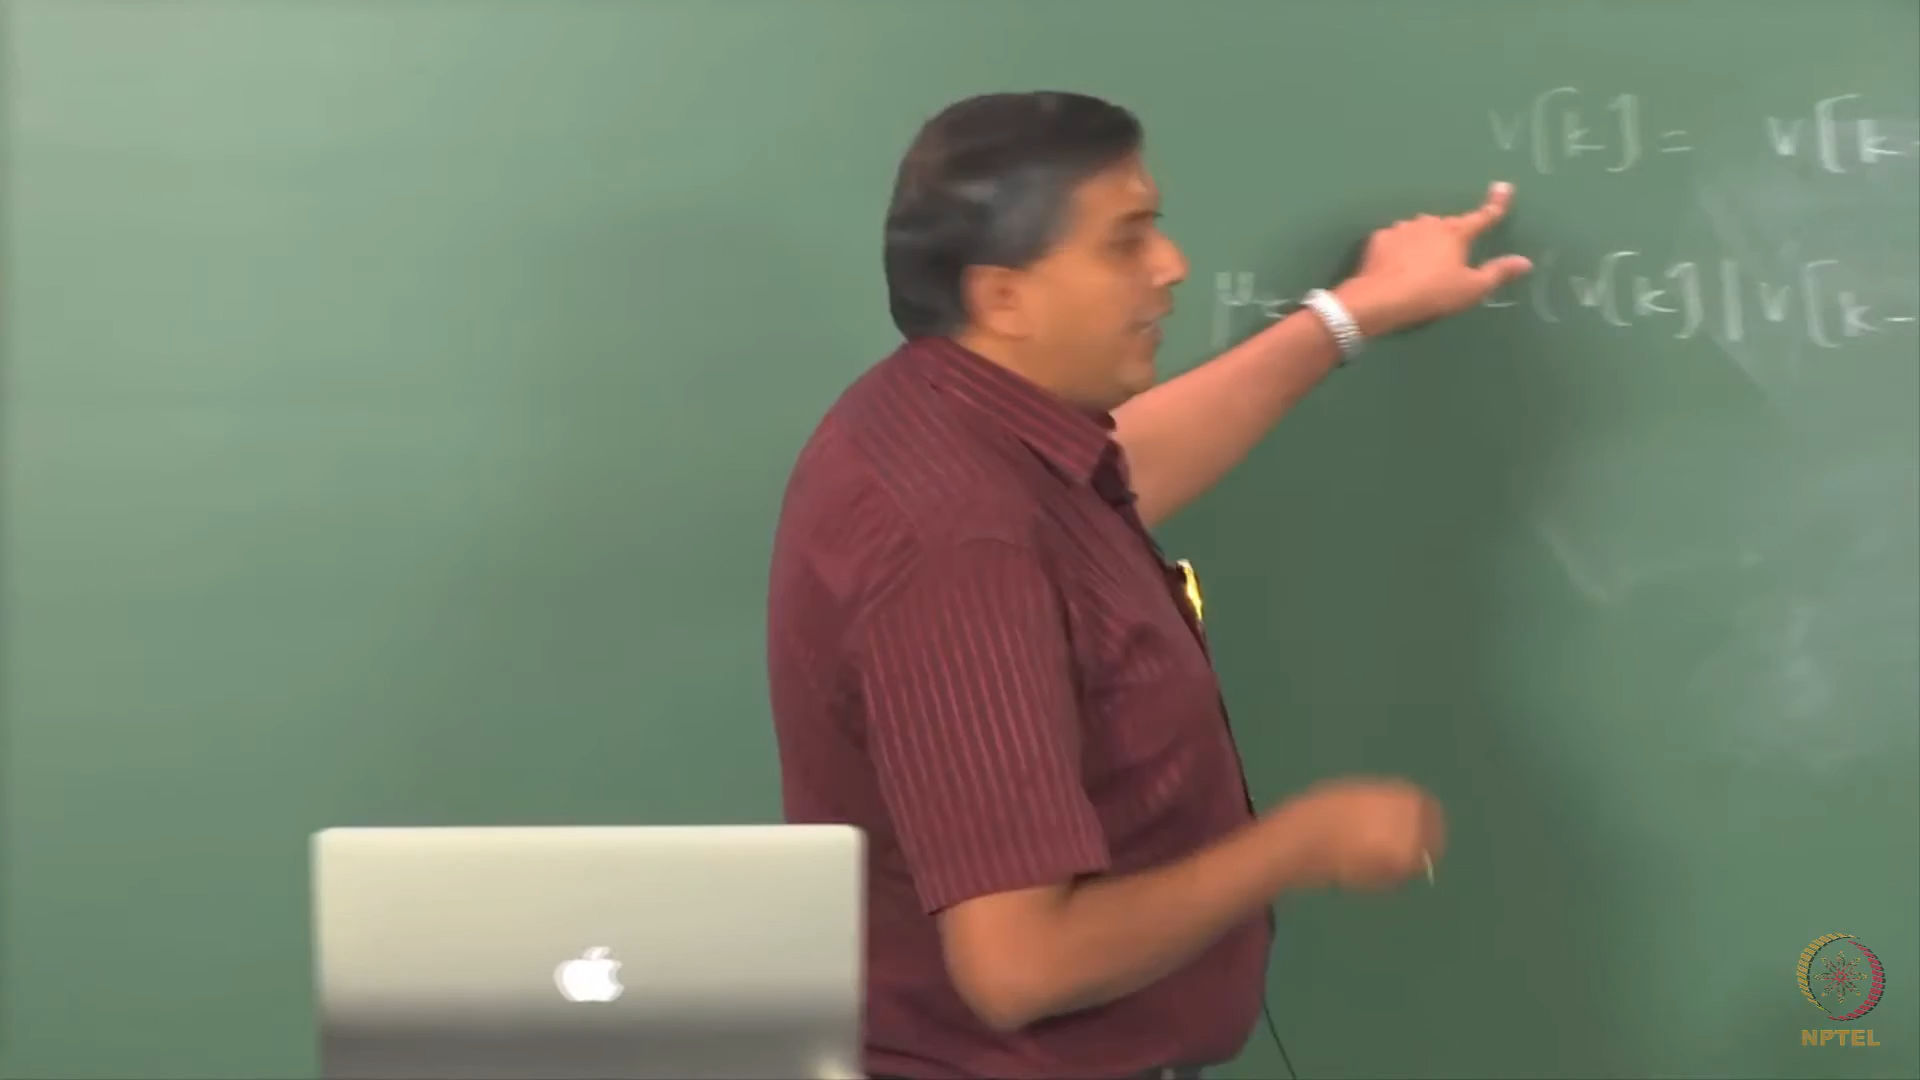 v[k] = v[k-
(v[k] | v[k-
NPTEL